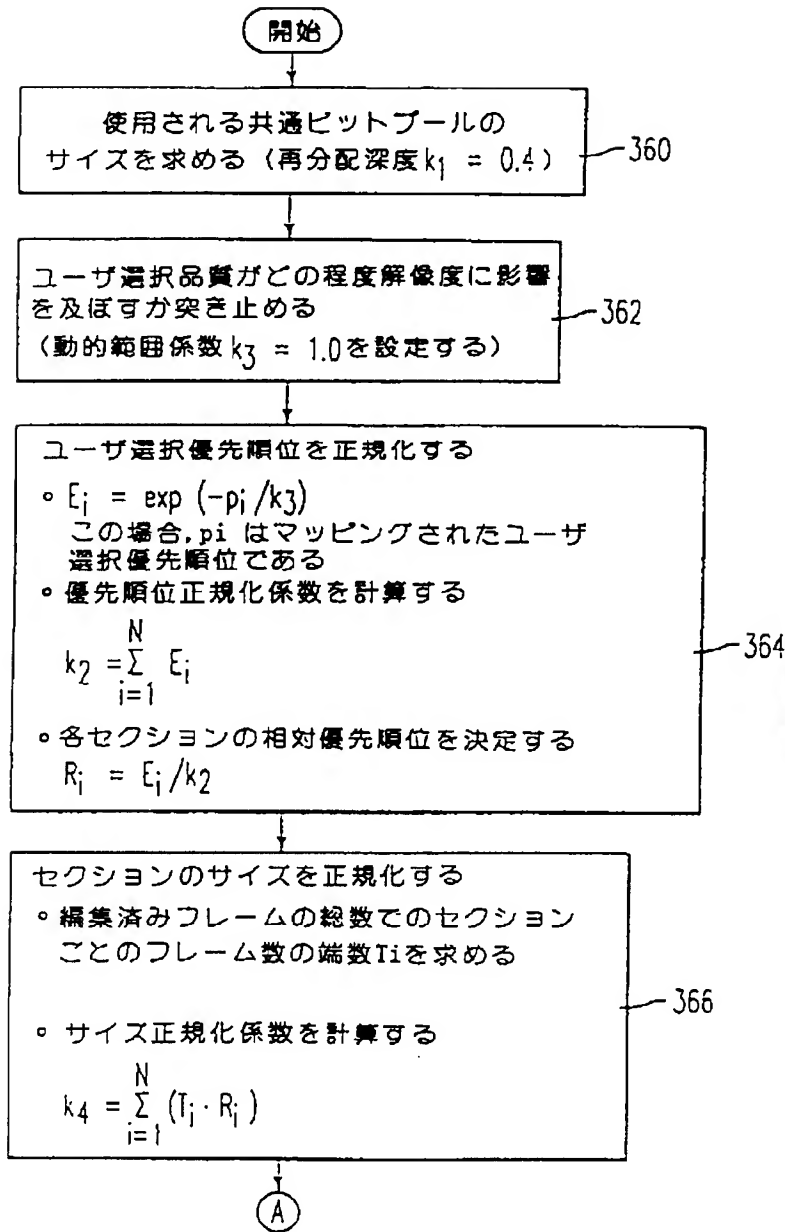 開始
使用される共通ビットプールの
サイズを求める (再分配深度k₁ = 0.4)
360
ユーザ選択品質がどの程度解像度に影響
を及ぼすか突き止める
(動的範囲係数k₃ = 1.0を設定する)
362
ユーザ選択優先順位を正規化する
◦ Eᵢ = exp (-pᵢ/k₃)
この場合,pi はマッピングされたユーザ
選択優先順位である
◦ 優先順位正規化係数を計算する
N
k₂ = Σ Eᵢ
i=1
364
◦ 各セクションの相対優先順位を決定する
Rᵢ = Eᵢ/k₂
セクションのサイズを正規化する
◦ 編集済みフレームの総数でのセクション
ごとのフレーム数の端数Tiを求める
366
◦ サイズ正規化係数を計算する
N
k₄ = Σ (Tᵢ · Rᵢ)
i=1
A